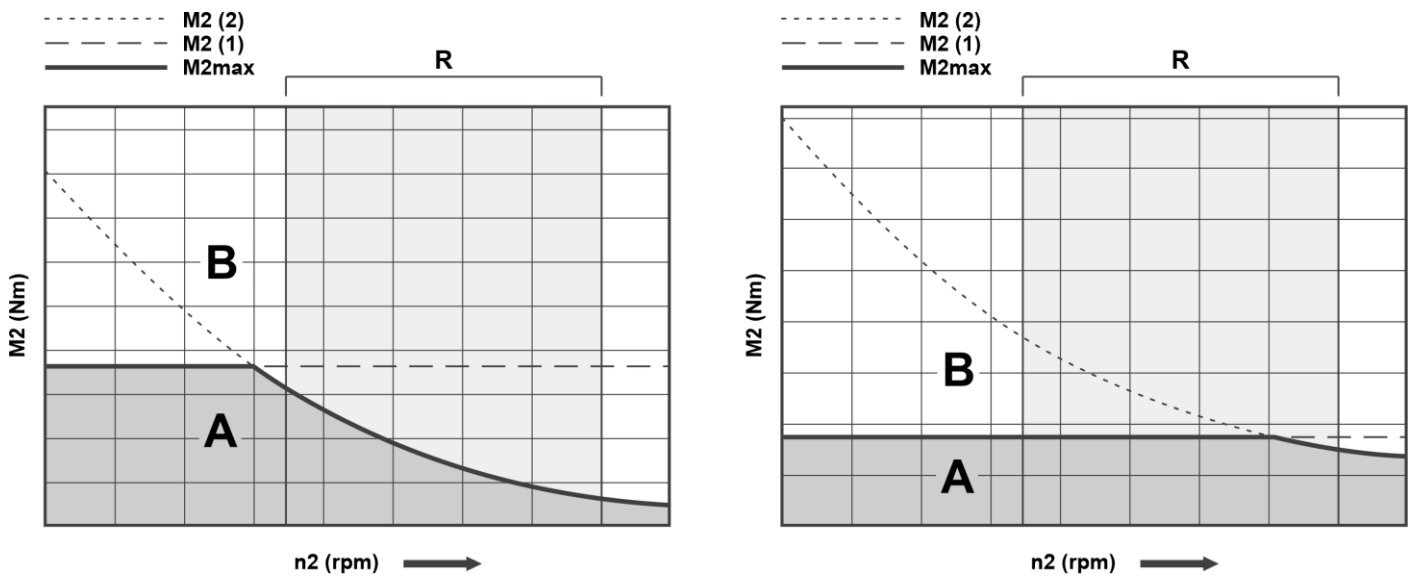 M2 (2)
M2 (1)
M2max
R
B
A
M2 (Nm)
n2 (rpm)
M2 (2)
M2 (1)
M2max
R
B
A
M2 (Nm)
n2 (rpm)